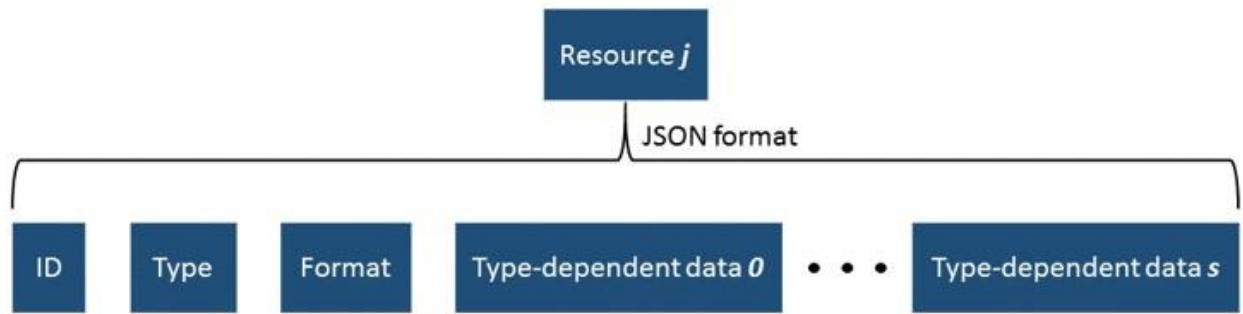 Resource j
JSON format
ID
Type
Format
Type-dependent data 0
Type-dependent data s